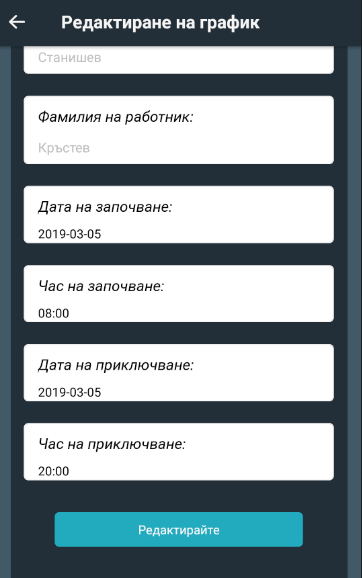 Редактиране на график
Станишев
Фамилия на работник:
Кръстев
Дата на започване:
2019-03-05
Час на започване:
08:00
Дата на приключване:
2019-03-05
Час на приключване:
20:00
Редактирайте